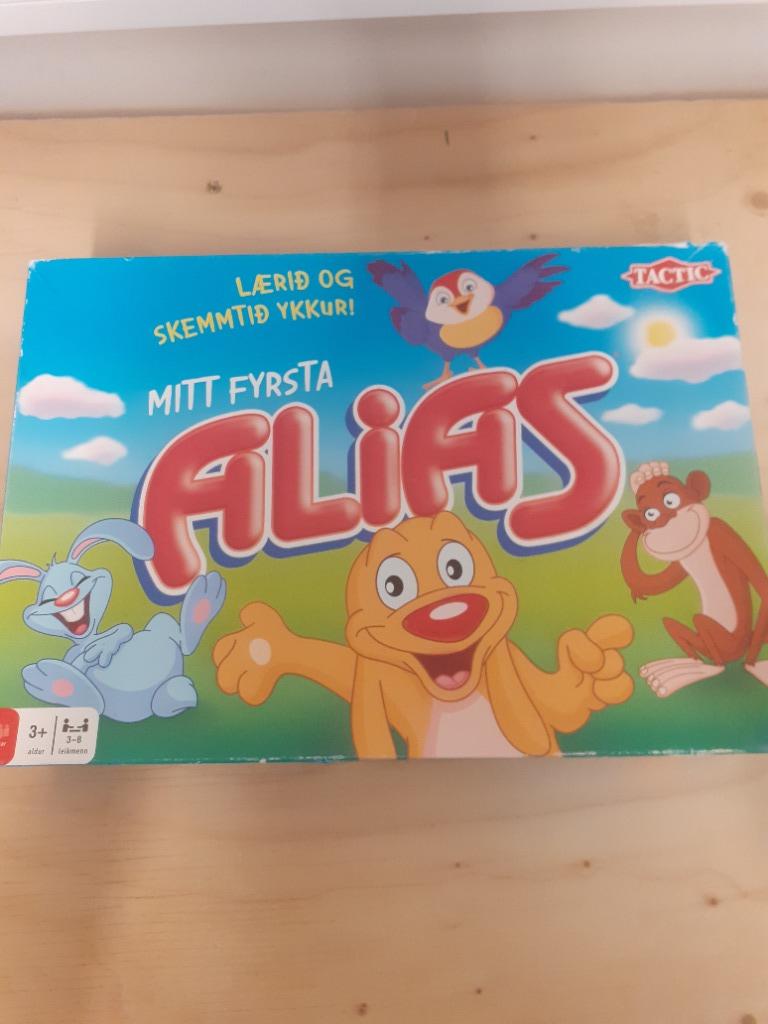 LÆRIÐ OG
SKEMMTIÐ YKKUR!
TACTIC
MITT FYRSTA
ALIAS
3+
aldur
3-8
leikmenn